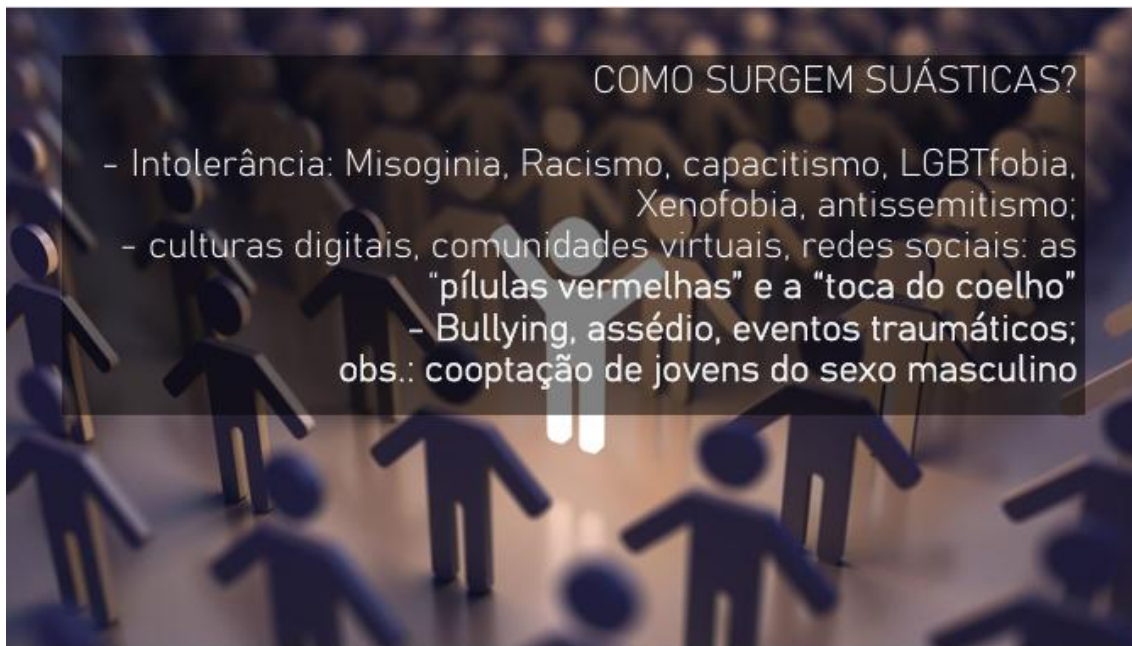 COMO SURGEM SUÁSTICAS?
- Intolerância: Misoginia, Racismo, capacitismo, LGBTfobia,
Xenofobia, antissemitismo;
- culturas digitais, comunidades virtuais, redes sociais: as
“pílulas vermelhas” e a “toca do coelho”
- Bullying, assédio, eventos traumáticos;
obs.: cooptação de jovens do sexo masculino